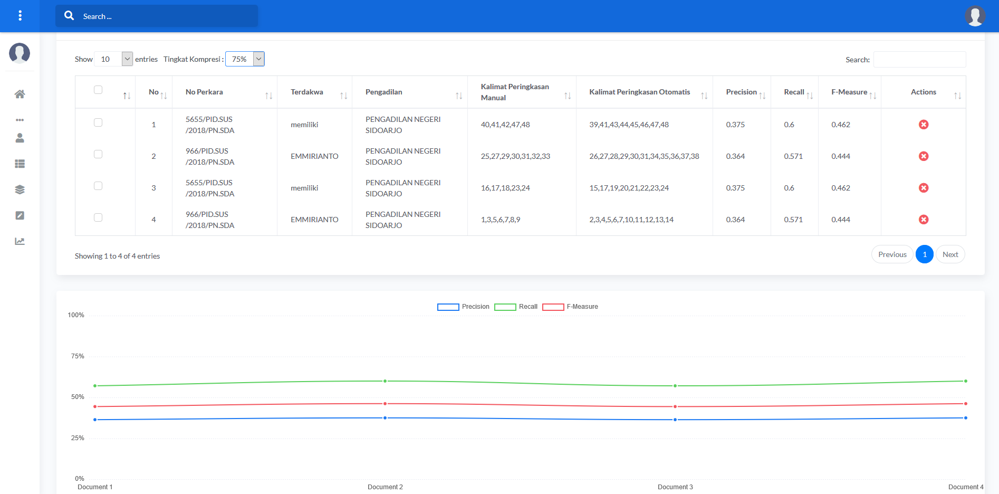 Search ...
Show 10 entries Tingkat Kompresi : 75% Search:
No No Perkara Terdakwa Pengadilan Kalimat Peringkasan Manual Kalimat Peringkasan Otomatis Precision Recall F-Measure Actions
1 5655/PID.SUS /2018/PN.SDA memiliki PENGADILAN NEGERI SIDOARJO 40,41,42,47,48 39,41,43,44,45,46,47,48 0.375 0.6 0.462
2 966/PID.SUS /2018/PN.SDA EMMIRIANTO PENGADILAN NEGERI SIDOARJO 25,27,29,30,31,32,33 26,27,28,29,30,31,34,35,36,37,38 0.364 0.571 0.444
3 5655/PID.SUS /2018/PN.SDA memiliki PENGADILAN NEGERI SIDOARJO 16,17,18,23,24 15,17,19,20,21,22,23,24 0.375 0.6 0.462
4 966/PID.SUS /2018/PN.SDA EMMIRIANTO PENGADILAN NEGERI SIDOARJO 1,3,5,6,7,8,9 2,3,4,5,6,7,10,11,12,13,14 0.364 0.571 0.444
Showing 1 to 4 of 4 entries Previous 1 Next
Precision Recall F-Measure
100%
75%
50%
25%
0%
Document 1 Document 2 Document 3 Document 4